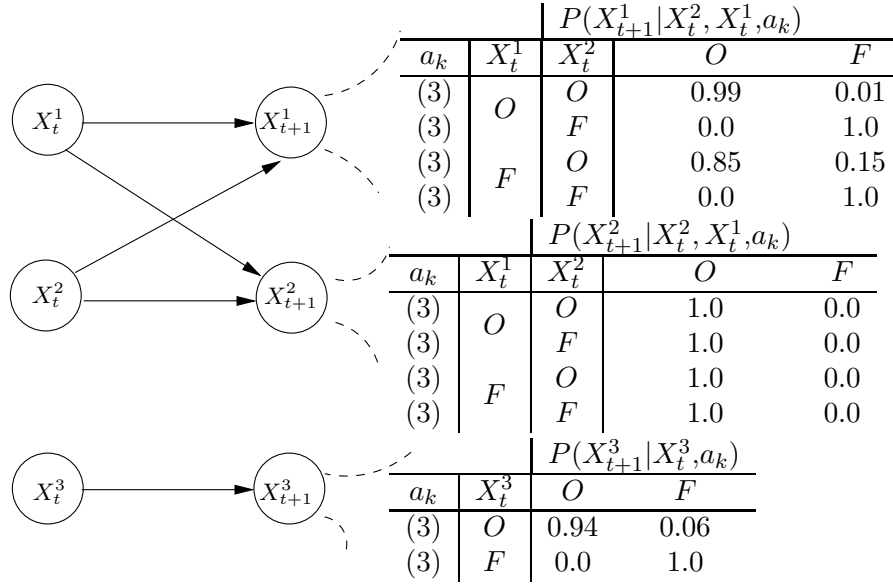 P(X^1_{t+1}|X^2_t, X^1_t,a_k)
a_k X^1_t X^2_t O F
(3) O O 0.99 0.01
(3) F 0.0 1.0
(3) F O 0.85 0.15
(3) F 0.0 1.0
X^1_t X^1_{t+1}
P(X^2_{t+1}|X^2_t, X^1_t,a_k)
a_k X^1_t X^2_t O F
(3) O O 1.0 0.0
(3) F 1.0 0.0
(3) F O 1.0 0.0
(3) F 1.0 0.0
X^2_t X^2_{t+1}
P(X^3_{t+1}|X^3_t,a_k)
a_k X^3_t O F
(3) O 0.94 0.06
(3) F 0.0 1.0
X^3_t X^3_{t+1}